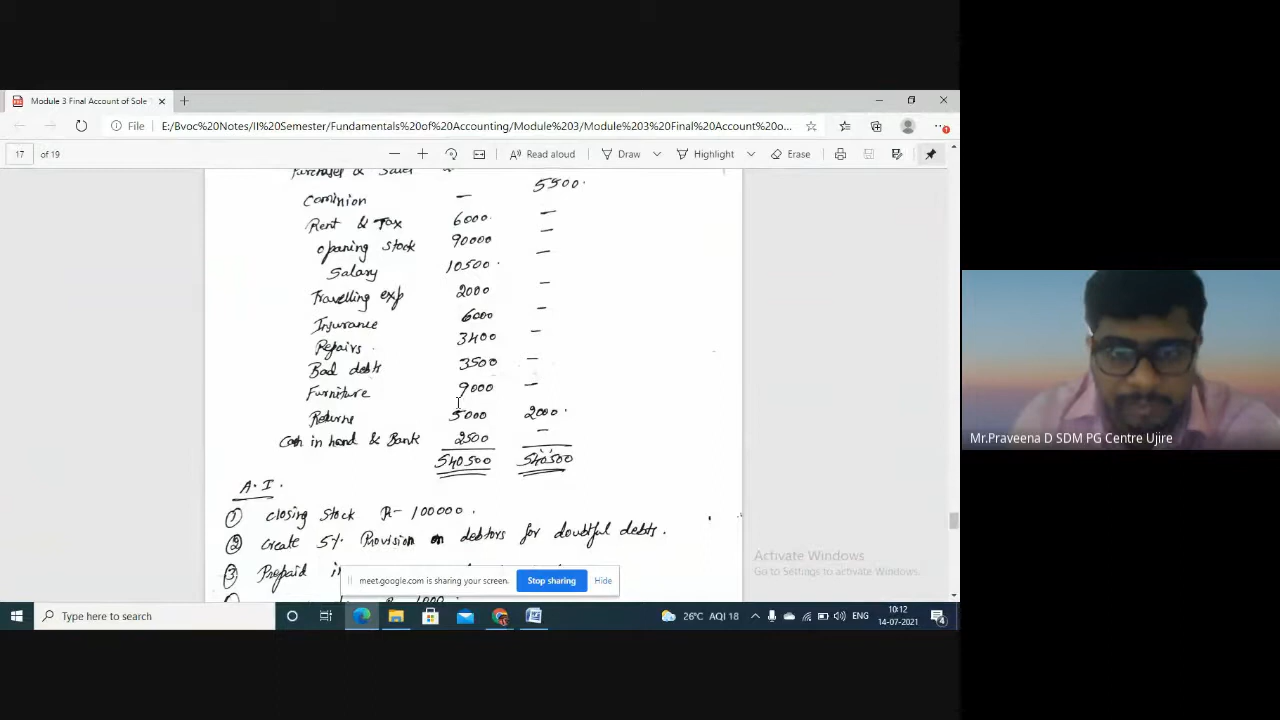 Module 3 Final Account of Sole
File E:/Bvoc%20Notes/II%20Semester/Fundamentals%20of%20Accounting/Module%203/Module%203%20Final%20Account%20o...
17 of 19 Read aloud Draw Highlight Erase
Purchases & Sales
5500.
Commion —
Rent & Tax 6000. —
opening stock 90000 —
Salary 10500. —
Travelling exp 2000 —
Insurance 6000 —
Repairs. 3400 —
Bad debts 3500 —
Furniture 9000 —
Returns 5000 2000.
Cash in hand & Bank 2500 —
540500 540500
A.I.
① closing stock R- 100000.
② create 5% Provision on debtors for doubtful debts.
③ Prepaid
meet.google.com is sharing your screen. Stop sharing Hide
Activate Windows
Go to Settings to activate Windows.
Mr.Praveena D SDM PG Centre Ujire
Type here to search 26°C AQI 18 ENG 10:12
14-07-2021
4